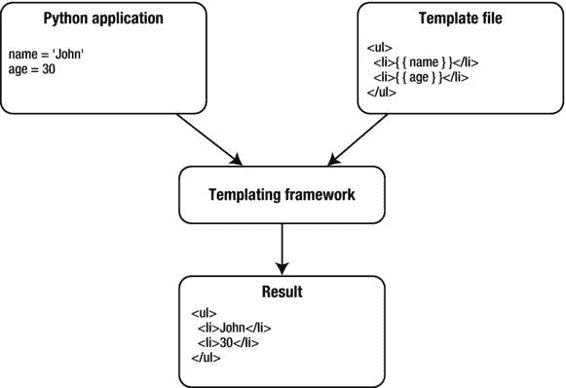 Python application
name = 'John'
age = 30
Template file
<ul>
<li>{ { name } }</li>
<li>{ { age } }</li>
</ul>
Templating framework
Result
<ul>
<li>John</li>
<li>30</li>
</ul>